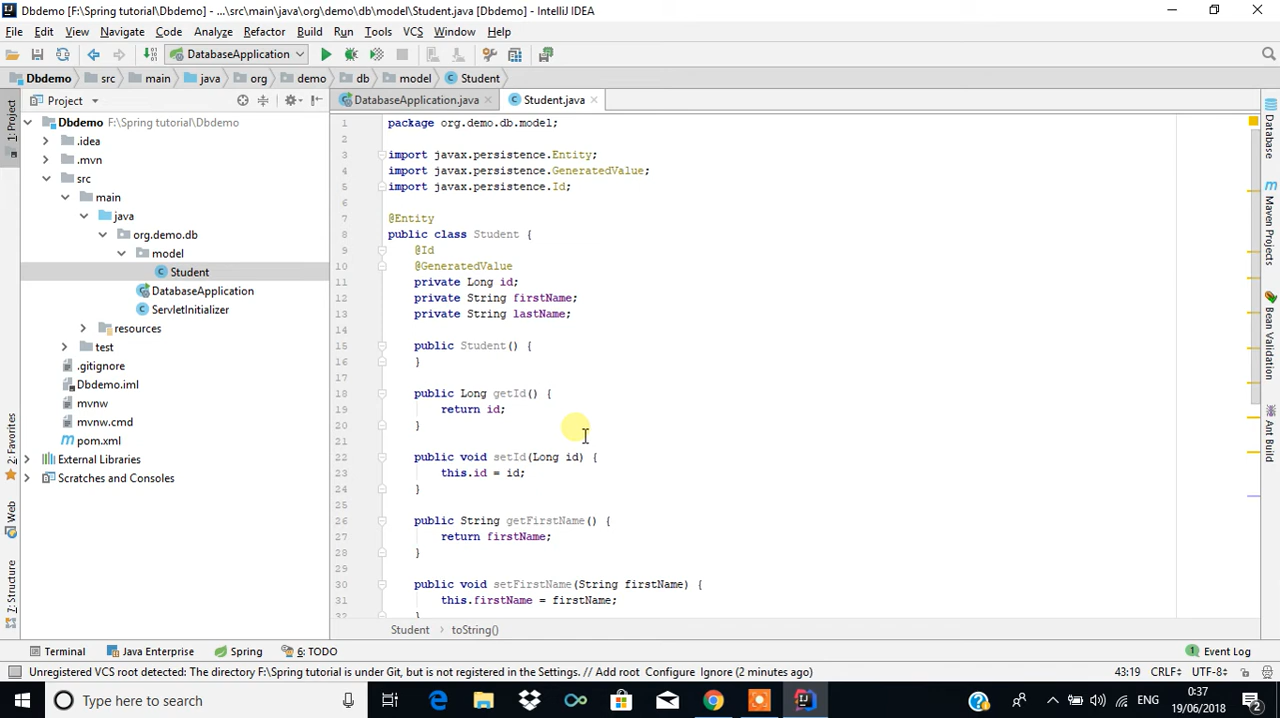 Dbdemo [F:\Spring tutorial\Dbdemo] - ...\src\main\java\org\demo\db\model\Student.java [Dbdemo] - IntelliJ IDEA
File Edit View Navigate Code Analyze Refactor Build Run Tools VCS Window Help
DatabaseApplication
Dbdemo src main java org demo db model Student
Project
DatabaseApplication.java
Student.java
1: Project
2: Favorites
Web
7: Structure
Dbdemo F:\Spring tutorial\Dbdemo
.idea
.mvn
src
main
java
org.demo.db
model
Student
DatabaseApplication
ServletInitializer
resources
test
.gitignore
Dbdemo.iml
mvnw
mvnw.cmd
pom.xml
External Libraries
Scratches and Consoles
1 package org.demo.db.model;
2
3 import javax.persistence.Entity;
4 import javax.persistence.GeneratedValue;
5 import javax.persistence.Id;
6
7 @Entity
8 public class Student {
9 @Id
10 @GeneratedValue
11 private Long id;
12 private String firstName;
13 private String lastName;
14
15 public Student() {
16 }
17
18 public Long getId() {
19 return id;
20 }
21
22 public void setId(Long id) {
23 this.id = id;
24 }
25
26 public String getFirstName() {
27 return firstName;
28 }
29
30 public void setFirstName(String firstName) {
31 this.firstName = firstName;
32 }
Student toString()
Database
Maven Projects
Bean Validation
Ant Build
Terminal Java Enterprise Spring 6: TODO 1 Event Log
Unregistered VCS root detected: The directory F:\Spring tutorial is under Git, but is not registered in the Settings. // Add root Configure Ignore (2 minutes ago) 43:19 CRLF÷ UTF-8÷
Type here to search
ENG
0:37
19/06/2018
2